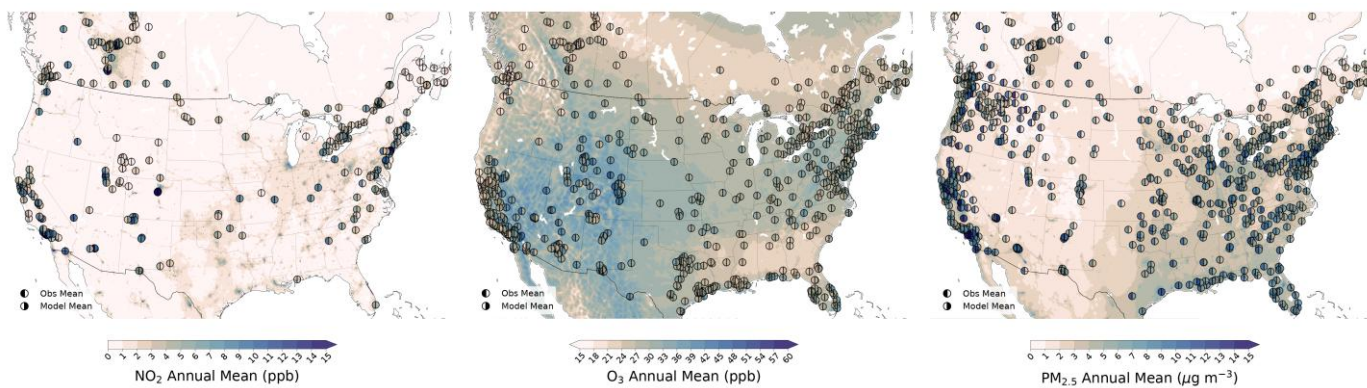 Obs Mean
Model Mean
0 1 2 3 4 5 6 7 8 9 10 11 12 13 14 15
NO₂ Annual Mean (ppb)
Obs Mean
Model Mean
15 18 21 24 27 30 33 36 39 42 45 48 51 54 57 60
O₃ Annual Mean (ppb)
Obs Mean
Model Mean
0 1 2 3 4 5 6 7 8 9 10 11 12 13 14 15
PM₂.₅ Annual Mean (μg m⁻³)